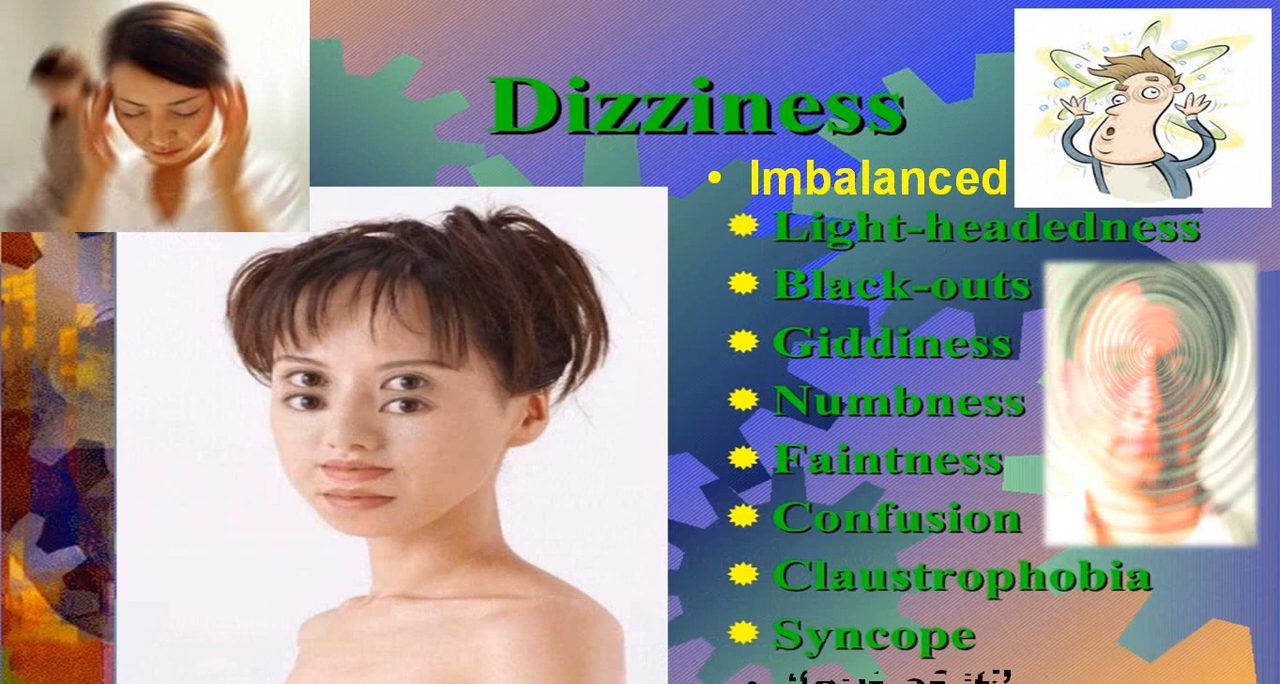 Dizziness
• Imbalanced
Light-headedness
Black-outs
Giddiness
Numbness
Faintness
Confusion
Claustrophobia
Syncope